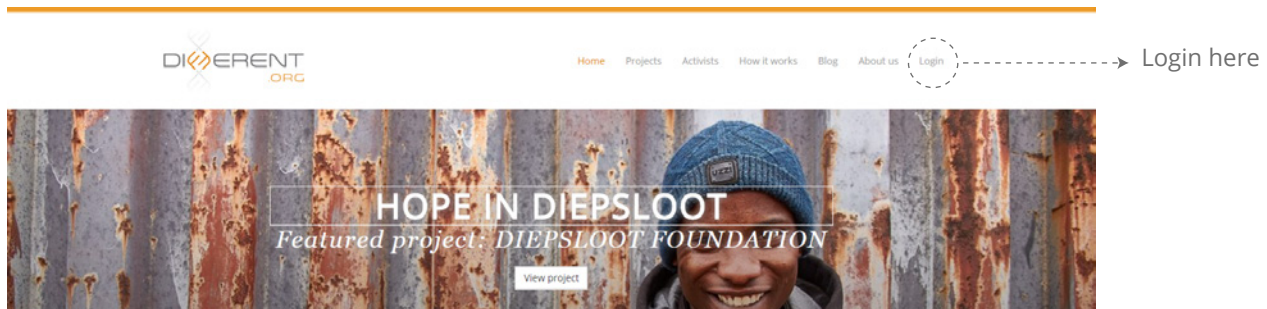 DIFFERENT
.ORG
Home Projects Activists How it works Blog About us Login
Login here
UZZI
HOPE IN DIEPSLOOT
Featured project: DIEPSLOOT FOUNDATION
View project